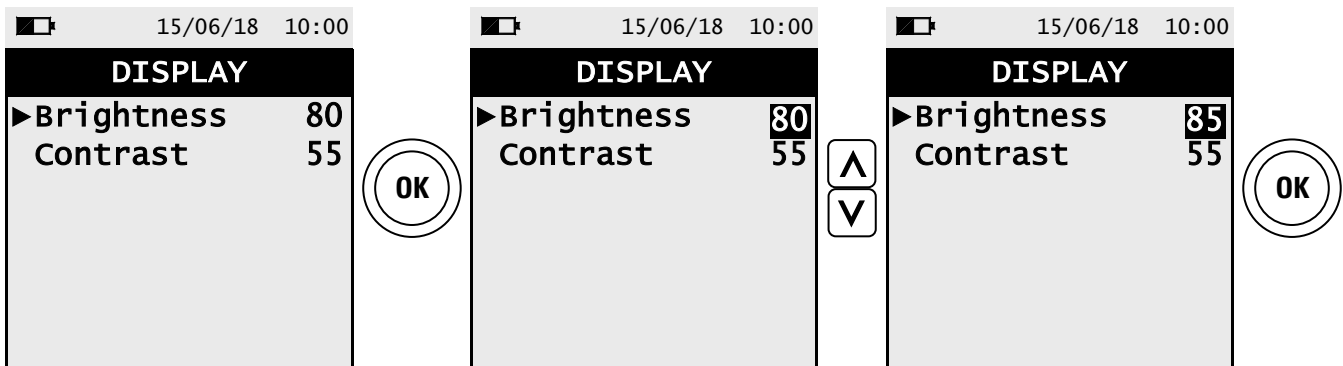 15/06/18 10:00
DISPLAY
►Brightness 80
Contrast 55
OK
15/06/18 10:00
DISPLAY
►Brightness 80
Contrast 55
15/06/18 10:00
DISPLAY
►Brightness 85
Contrast 55
OK